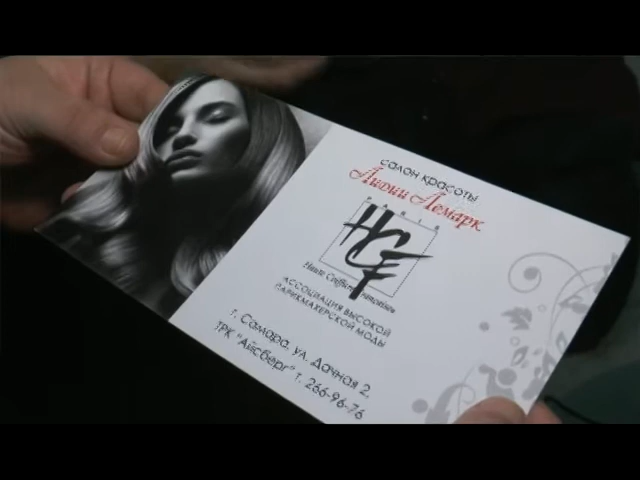 салон красоты
Лидии Лемарк
PARIS
HCF
Haute Coiffure Française
АССОЦИАЦИЯ ВЫСОКОЙ
ПАРИКМАХЕРСКОЙ МОДЫ
г. Самара, ул. Дачная 2,
ТРК "Айсберг" т. 266-96-76